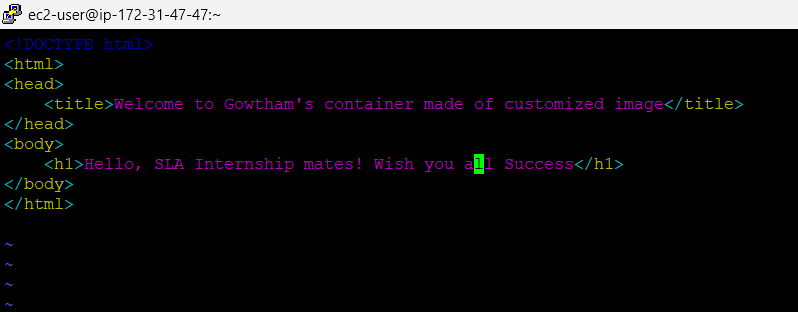 ec2-user@ip-172-31-47-47:~
<!DOCTYPE html>
<html>
<head>
    <title>Welcome to Gowtham's container made of customized image</title>
</head>
<body>
    <h1>Hello, SLA Internship mates! Wish you all Success</h1>
</body>
</html>
~
~
~
~